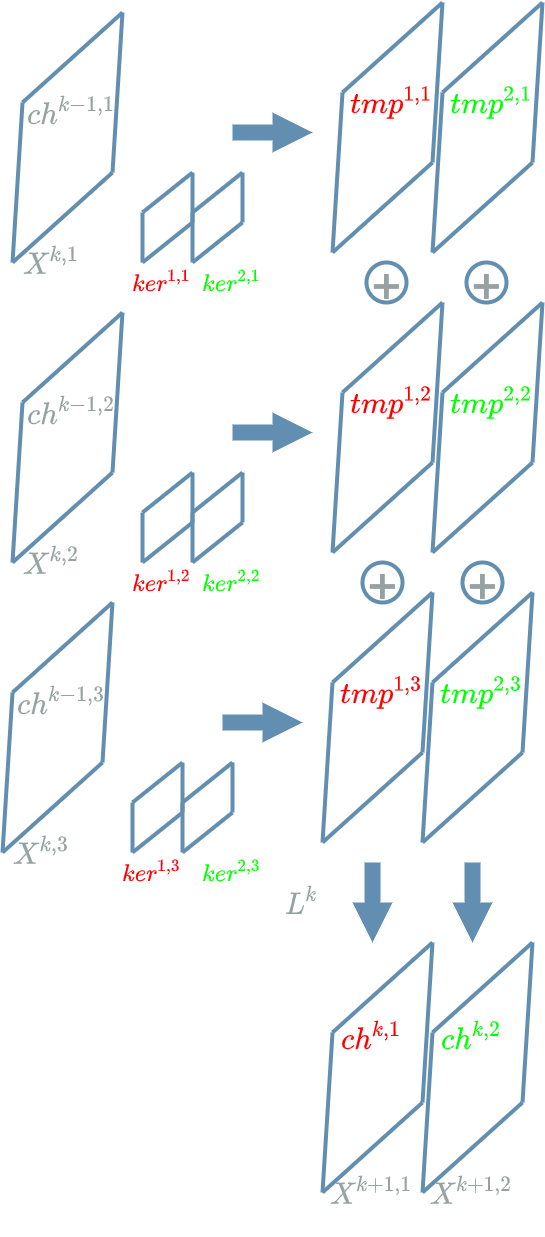 ch^{k-1,1} tmp^{1,1} tmp^{2,1}
X^{k,1}
ker^{1,1} ker^{2,1}
+ +
ch^{k-1,2} tmp^{1,2} tmp^{2,2}
X^{k,2}
ker^{1,2} ker^{2,2}
+ +
ch^{k-1,3} tmp^{1,3} tmp^{2,3}
X^{k,3}
ker^{1,3} ker^{2,3}
L^k
ch^{k,1} ch^{k,2}
X^{k+1,1} X^{k+1,2}